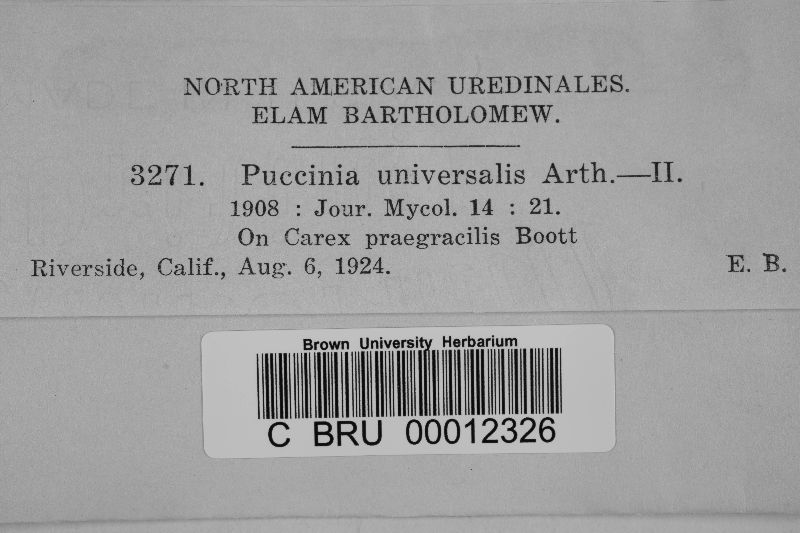 NORTH AMERICAN UREDINALES.
ELAM BARTHOLOMEW.
3271. Puccinia universalis Arth.—II.
1908 : Jour. Mycol. 14 : 21.
On Carex praegracilis Boott
Riverside, Calif., Aug. 6, 1924. E. B.
Brown University Herbarium
C BRU 00012326